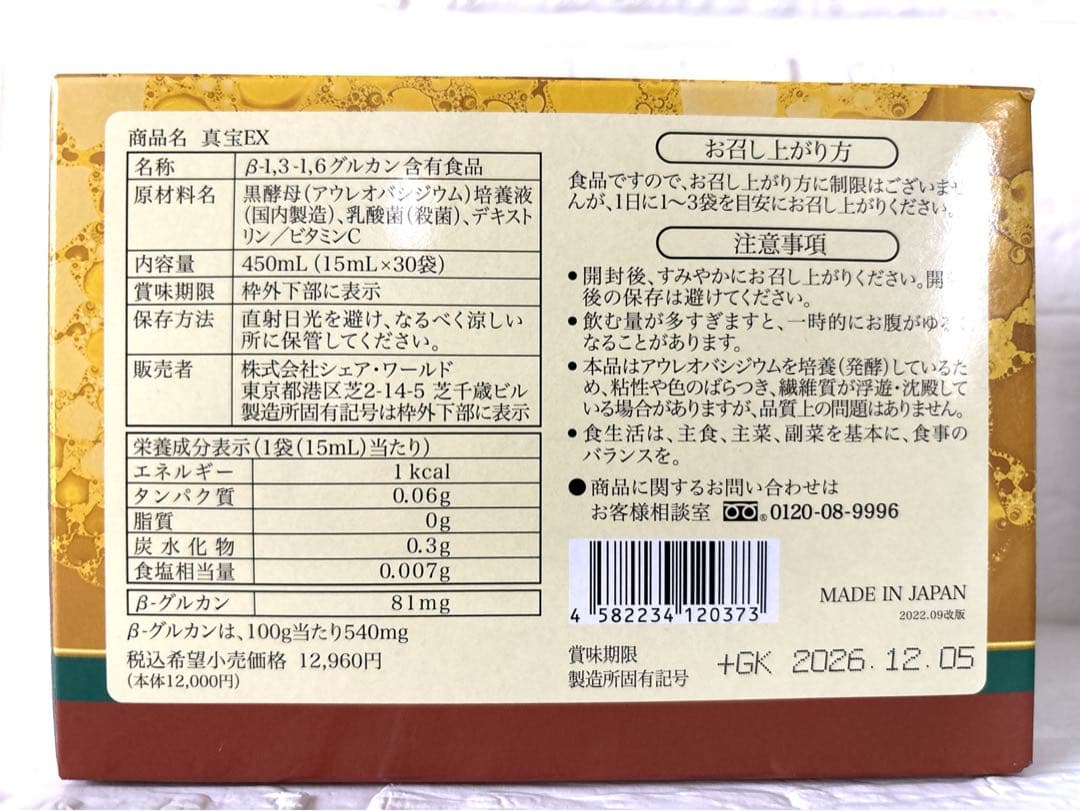 商品名 真宝EX
名称 β-1,3-1,6グルカン含有食品
原材料名 黒酵母(アウレオバシジウム)培養液
(国内製造)、乳酸菌(殺菌)、デキスト
リン/ビタミンC
内容量 450mL(15mL×30袋)
賞味期限 枠外下部に表示
保存方法 直射日光を避け、なるべく涼しい
所に保管してください。
販売者 株式会社シェア・ワールド
東京都港区芝2-14-5 芝千歳ビル
製造所固有記号は枠外下部に表示
栄養成分表示(1袋(15mL)当たり)
エネルギー 1kcal
タンパク質 0.06g
脂質 0g
炭水化物 0.3g
食塩相当量 0.007g
β-グルカン 81mg
β-グルカンは、100g当たり540mg
税込希望小売価格 12,960円
(本体12,000円)
お召し上がり方
食品ですので、お召し上がり方に制限はございませ
んが、1日に1〜3袋を目安にお召し上がりください。
注意事項
●開封後、すみやかにお召し上がりください。開
後の保存は避けてください。
●飲む量が多すぎますと、一時的にお腹がゆる
なることがあります。
●本品はアウレオバシジウムを培養(発酵)しているた
め、粘性や色のばらつき、繊維質が浮遊・沈殿して
いる場合がありますが、品質上の問題はありません。
●食生活は、主食、主菜、副菜を基本に、食事の
バランスを。
●商品に関するお問い合わせは
お客様相談室 0120-08-9996
4 582234 120373
MADE IN JAPAN
2022.09改版
賞味期限
製造所固有記号
+GK 2026.12.05